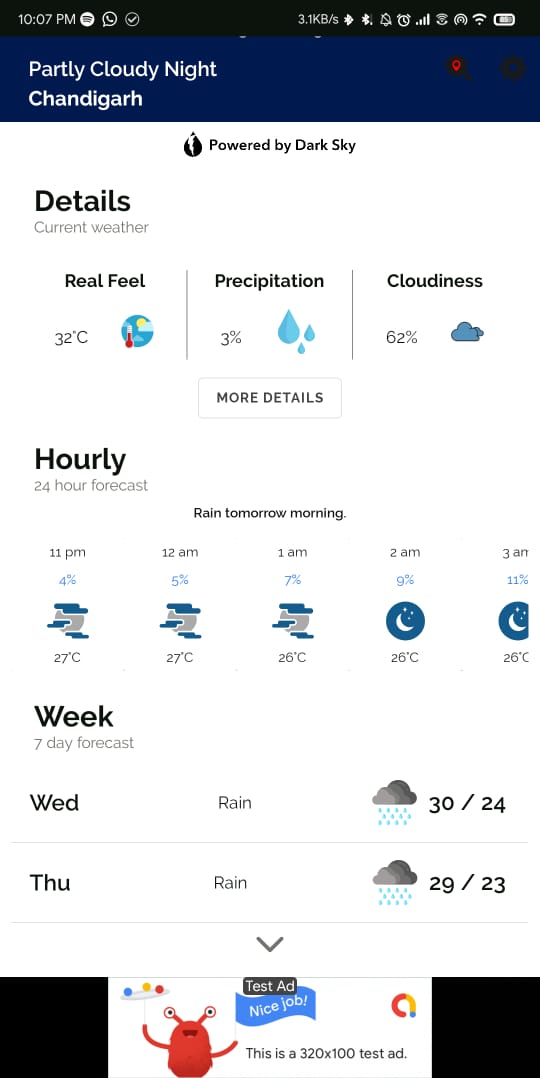 10:07 PM 3.1KB/s
Partly Cloudy Night
Chandigarh
Powered by Dark Sky
Details
Current weather
Real Feel Precipitation Cloudiness
32°C 3% 62%
MORE DETAILS
Hourly
24 hour forecast
Rain tomorrow morning.
11 pm 12 am 1 am 2 am 3 am
4% 5% 7% 9% 11%
27°C 27°C 26°C 26°C 26°C
Week
7 day forecast
Wed Rain 30 / 24
Thu Rain 29 / 23
Test Ad
Nice job!
This is a 320x100 test ad.